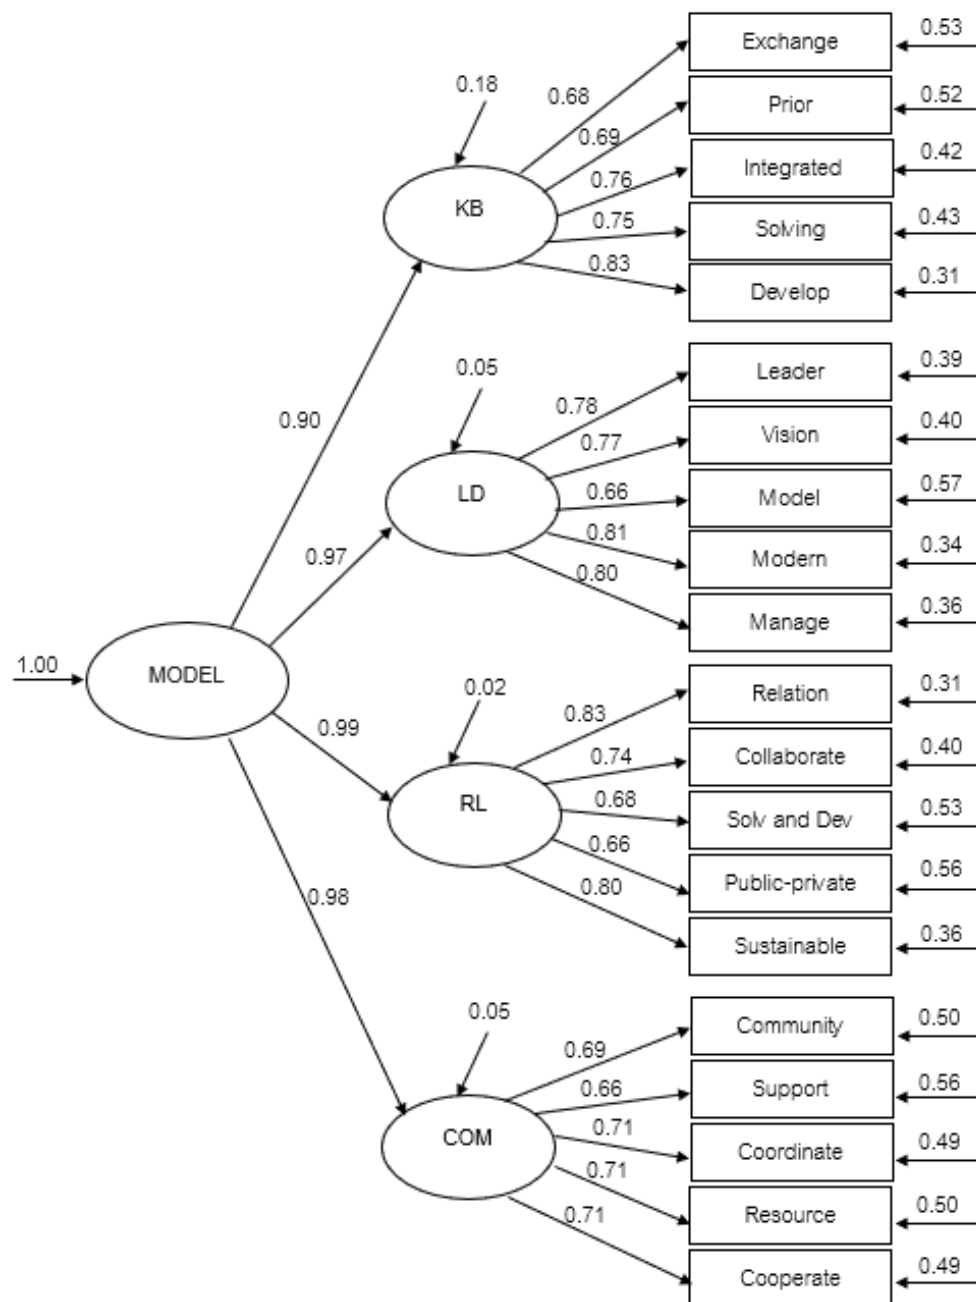 0.53
Exchange
0.18
0.68
0.52
Prior
0.69
0.42
Integrated
0.76
KB
0.43
Solving
0.75
0.31
Develop
0.83
0.39
Leader
0.05
0.78
0.40
Vision
0.77
0.90
0.57
Model
0.66
LD
0.34
Modern
0.81
0.97
0.36
Manage
0.80
1.00
MODEL
0.31
Relation
0.02
0.83
0.99
0.40
Collaborate
0.74
0.53
Solv and Dev
0.68
RL
0.56
Public-private
0.66
0.98
0.36
Sustainable
0.80
0.50
Community
0.05
0.69
0.56
Support
0.66
0.49
Coordinate
0.71
COM
0.50
Resource
0.71
0.49
Cooperate
0.71